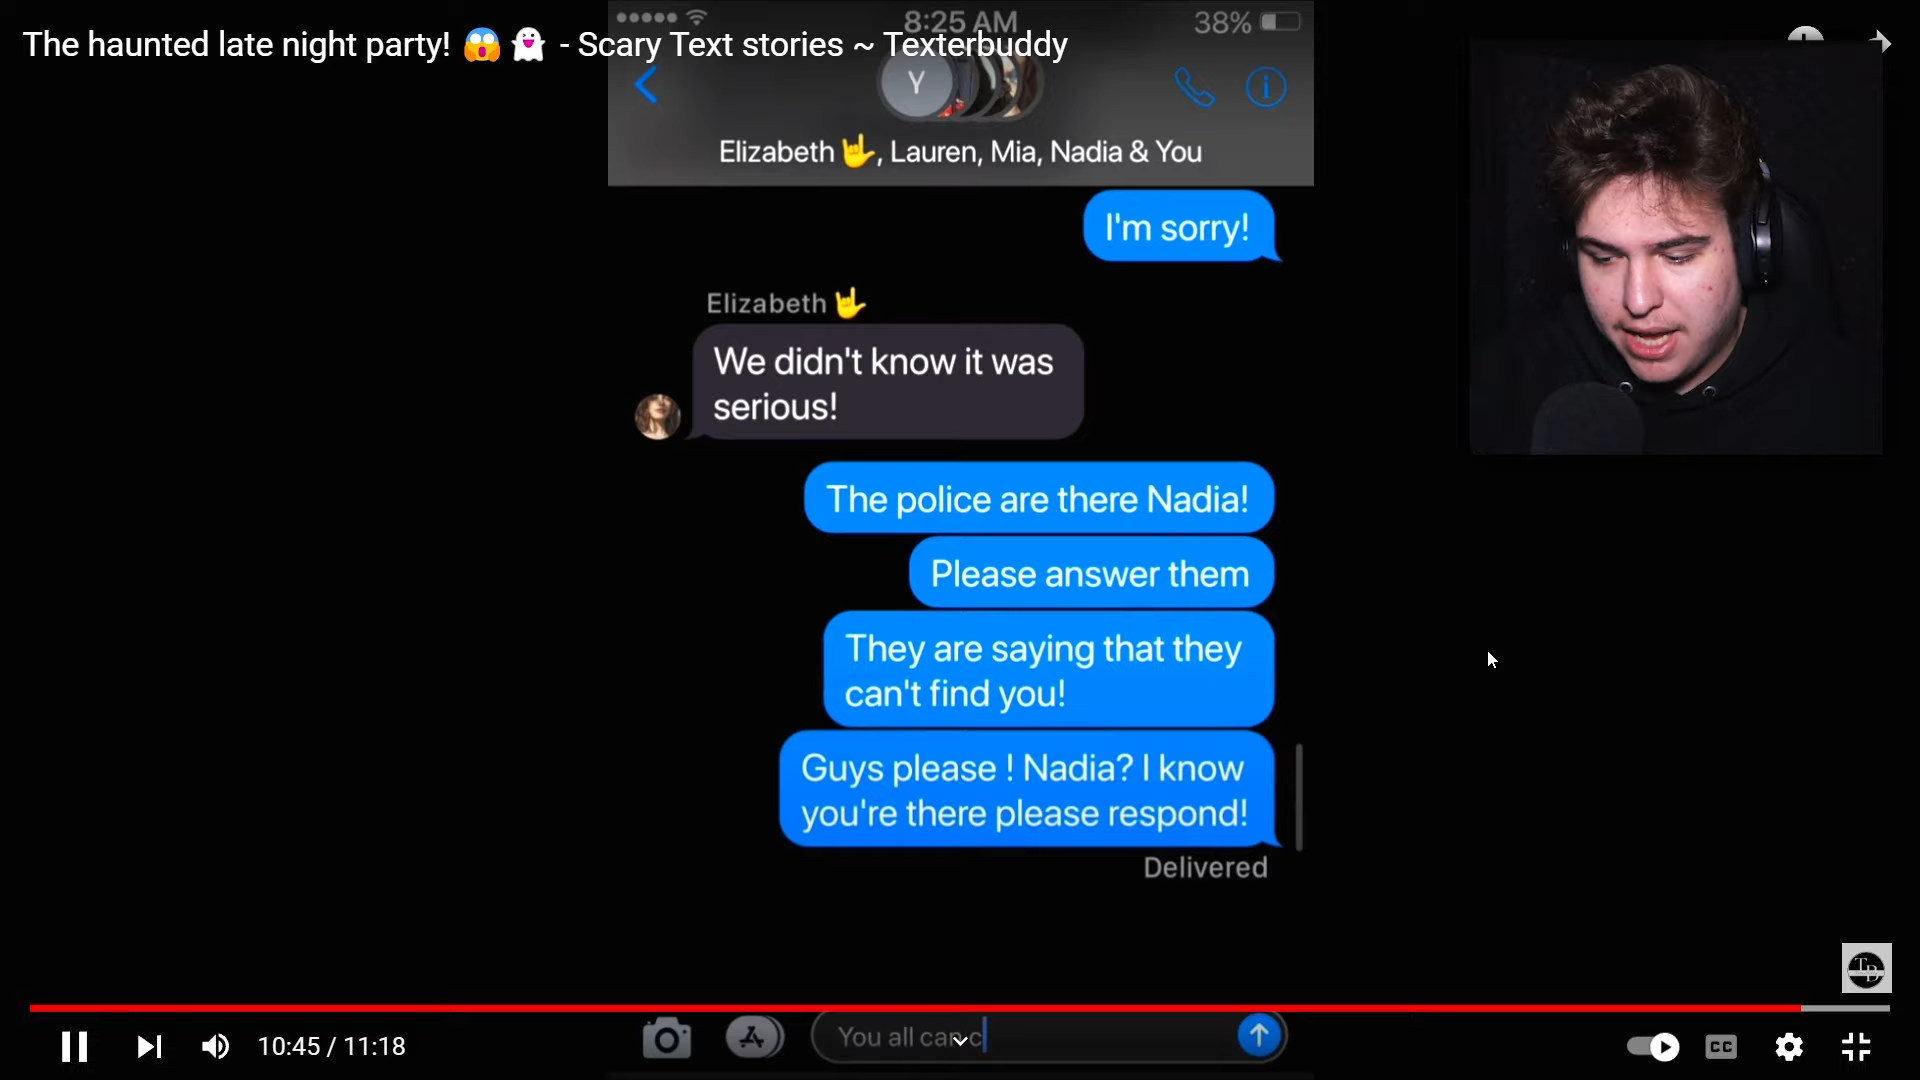 8:25 AM
38%
The haunted late night party! 😱👻 - Scary Text stories ~ Texterbuddy
Y
Elizabeth 🤟, Lauren, Mia, Nadia & You
I'm sorry!
Elizabeth 🤟
We didn't know it was
serious!
The police are there Nadia!
Please answer them
They are saying that they
can't find you!
Guys please ! Nadia? I know
you're there please respond!
Delivered
TB
You all can c
10:45 / 11:18
CC